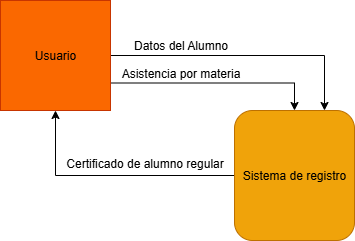 Datos del Alumno
Usuario
Asistencia por materia
Certificado de alumno regular
Sistema de registro